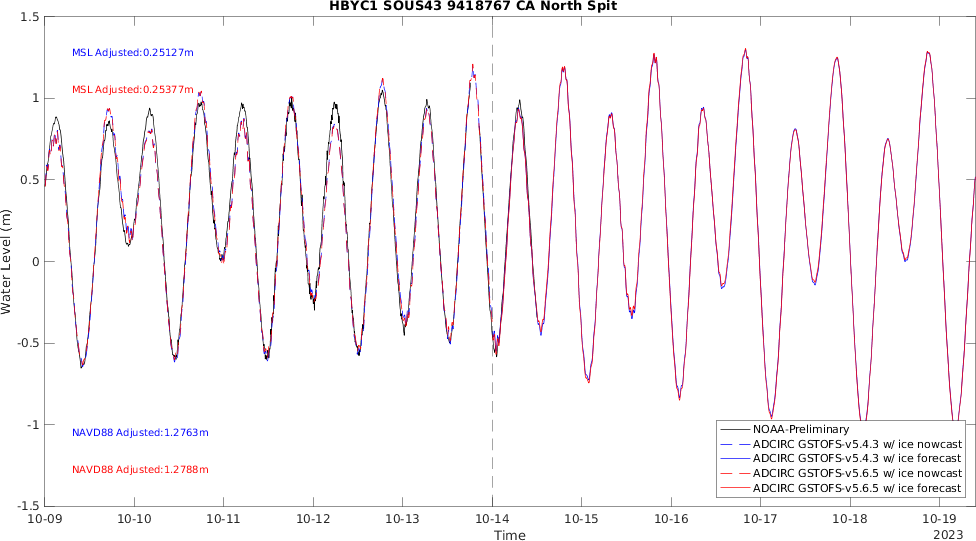 HBYC1 SOUS43 9418767 CA North Spit
1.5
1
0.5
0
-0.5
-1
-1.5
Water Level (m)
MSL Adjusted:0.25127m
MSL Adjusted:0.25377m
NAVD88 Adjusted:1.2763m
NAVD88 Adjusted:1.2788m
NOAA-Preliminary
ADCIRC GSTOFS-v5.4.3 w/ ice nowcast
ADCIRC GSTOFS-v5.4.3 w/ ice forecast
ADCIRC GSTOFS-v5.6.5 w/ ice nowcast
ADCIRC GSTOFS-v5.6.5 w/ ice forecast
10-09 10-10 10-11 10-12 10-13 10-14 10-15 10-16 10-17 10-18 10-19
Time
2023